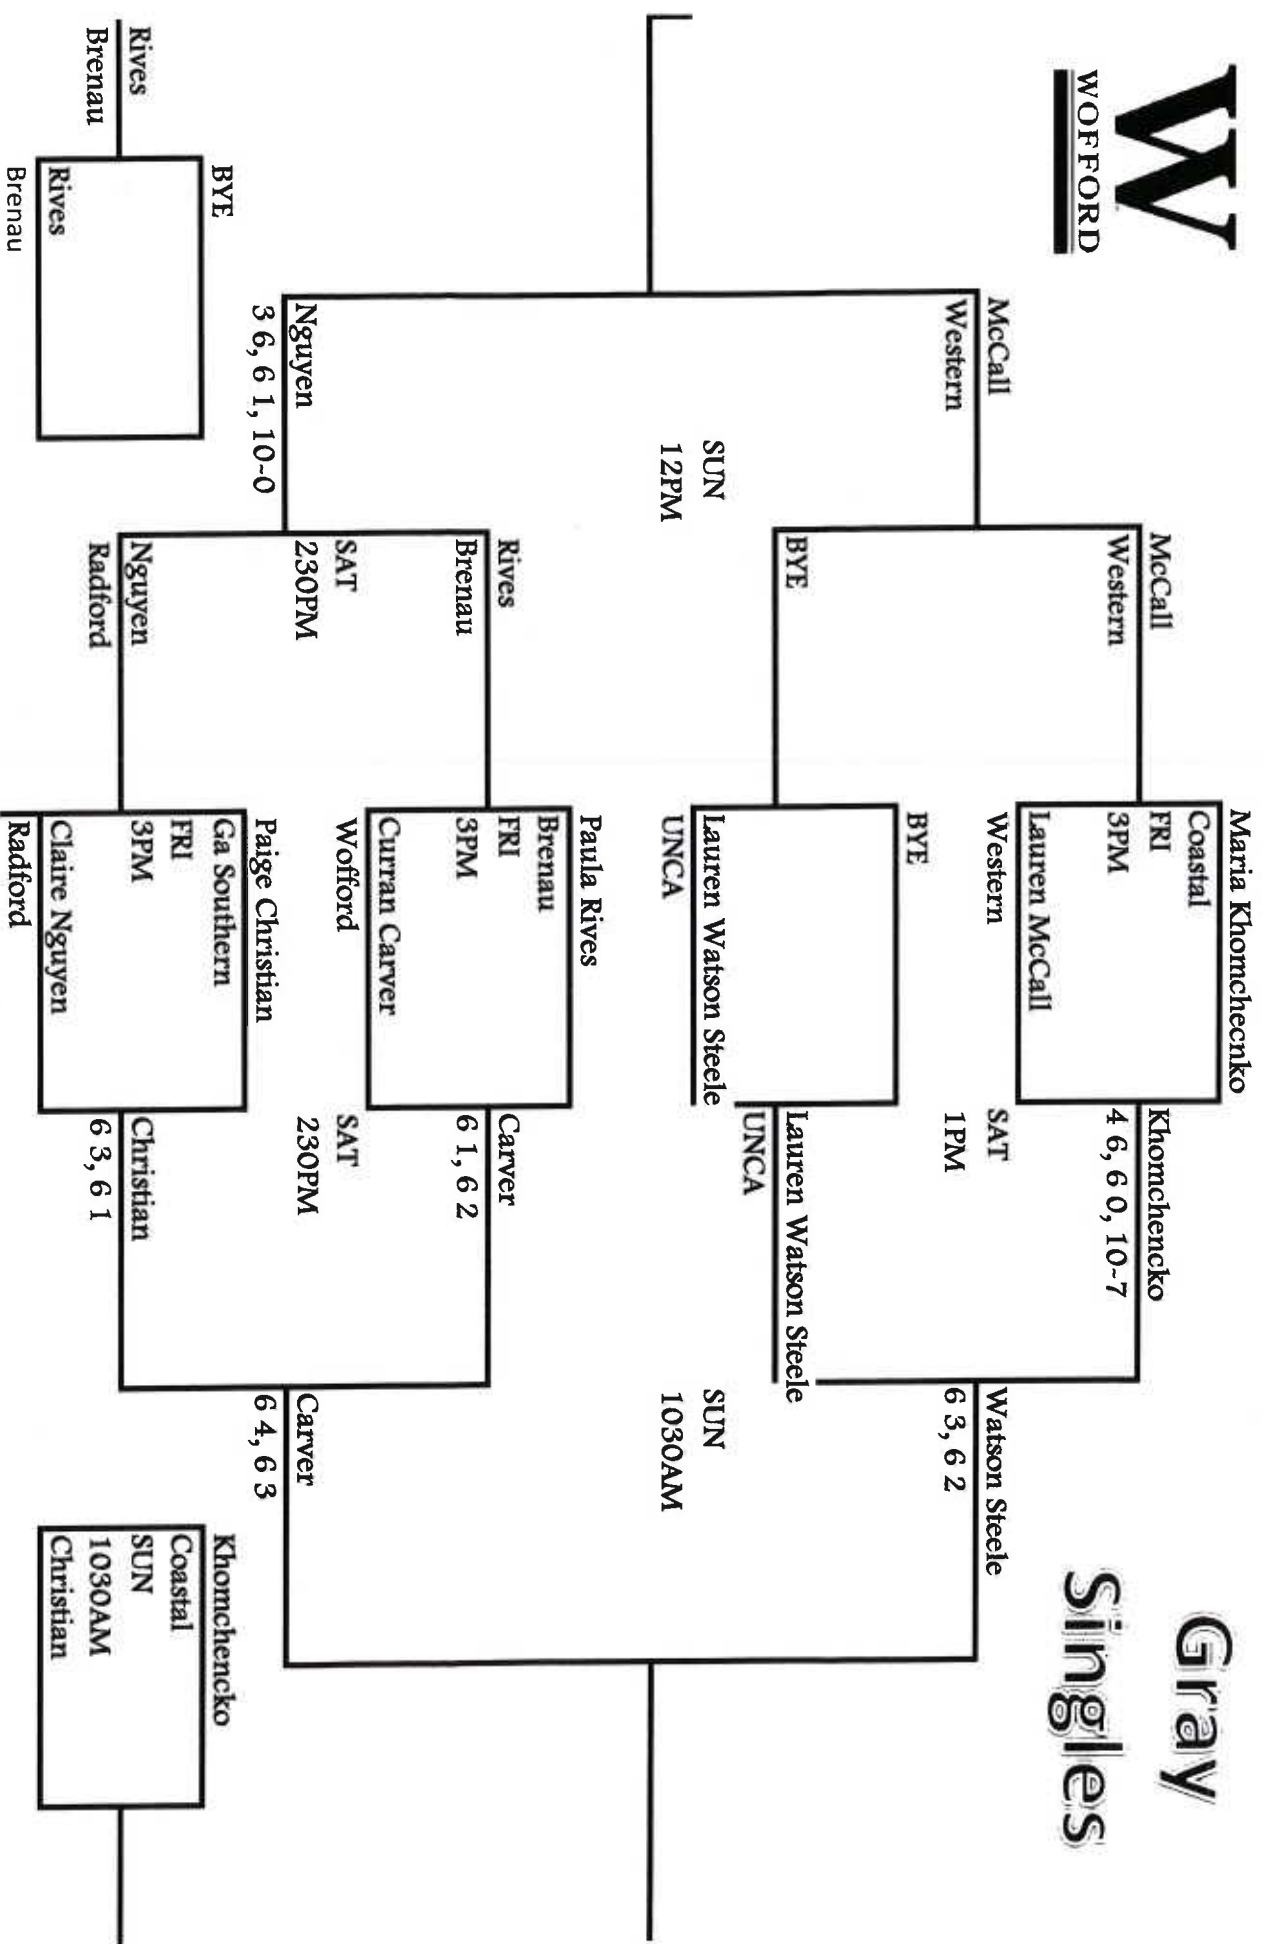 W
WOFFORD
Gray
Singles
Maria Khomchecnko
Coastal
FRI
3PM
Lauren McCall
Western
BYE
Lauren Watson Steele
UNCA
Paula Rives
Brenau
FRI
3PM
Curran Carver
Wofford
Paige Christian
Ga Southern
FRI
3PM
Claire Nguyen
Radford
Khomchencko
4 6, 6 0, 10~7
SAT
1PM
Lauren Watson Steele
UNCA
Carver
6 1, 6 2
SAT
230PM
Christian
6 3, 6 1
Watson Steele
6 3, 6 2
SUN
1030AM
Carver
6 4, 6 3
Khomchencko
Coastal
SUN
1030AM
Christian
McCall
Western
BYE
Rives
Brenau
SAT
230PM
Nguyen
Radford
McCall
Western
SUN
12PM
Nguyen
3 6, 6 1, 10~0
BYE
Rives
Brenau
Rives
Brenau